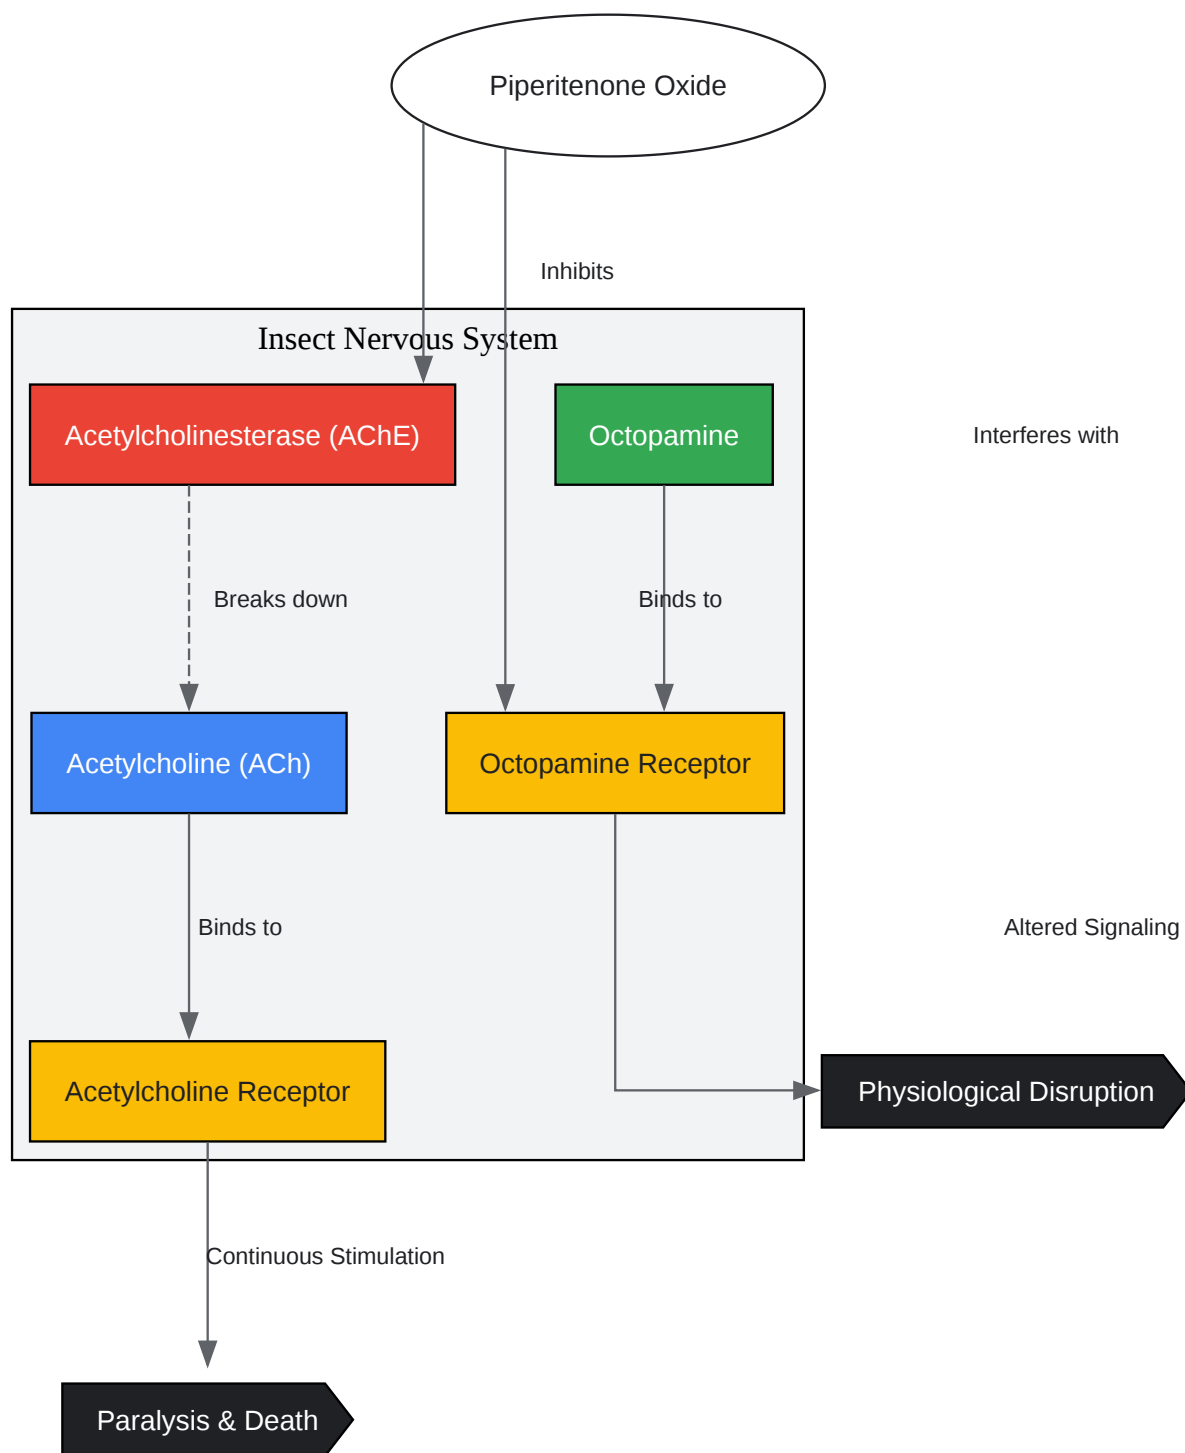 Piperitenone Oxide
Inhibits
Insect Nervous System
Acetylcholinesterase (AChE)
Octopamine
Interferes with
Breaks down
Binds to
Acetylcholine (ACh)
Octopamine Receptor
Binds to
Altered Signaling
Acetylcholine Receptor
Physiological Disruption
Continuous Stimulation
Paralysis & Death